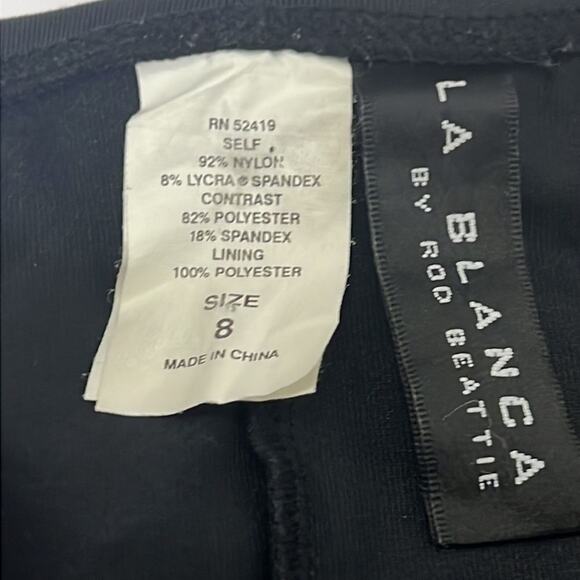 RN 52419
SELF
92% NYLON
8% LYCRA ® SPANDEX
CONTRAST
82% POLYESTER
18% SPANDEX
LINING
100% POLYESTER
SIZE
8
MADE IN CHINA
LA BLANCA
BY ROD BEATTIE